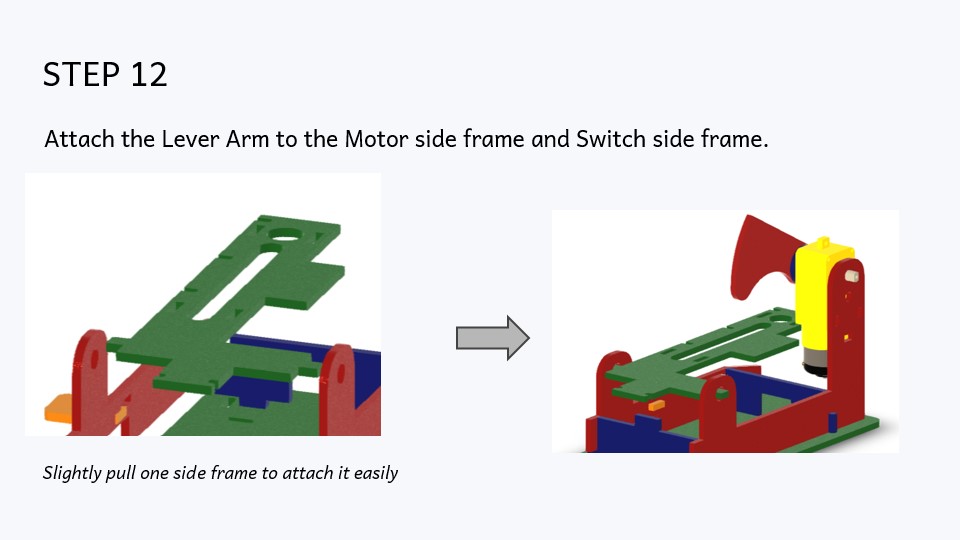 STEP 12
Attach the Lever Arm to the Motor side frame and Switch side frame.
Slightly pull one side frame to attach it easily